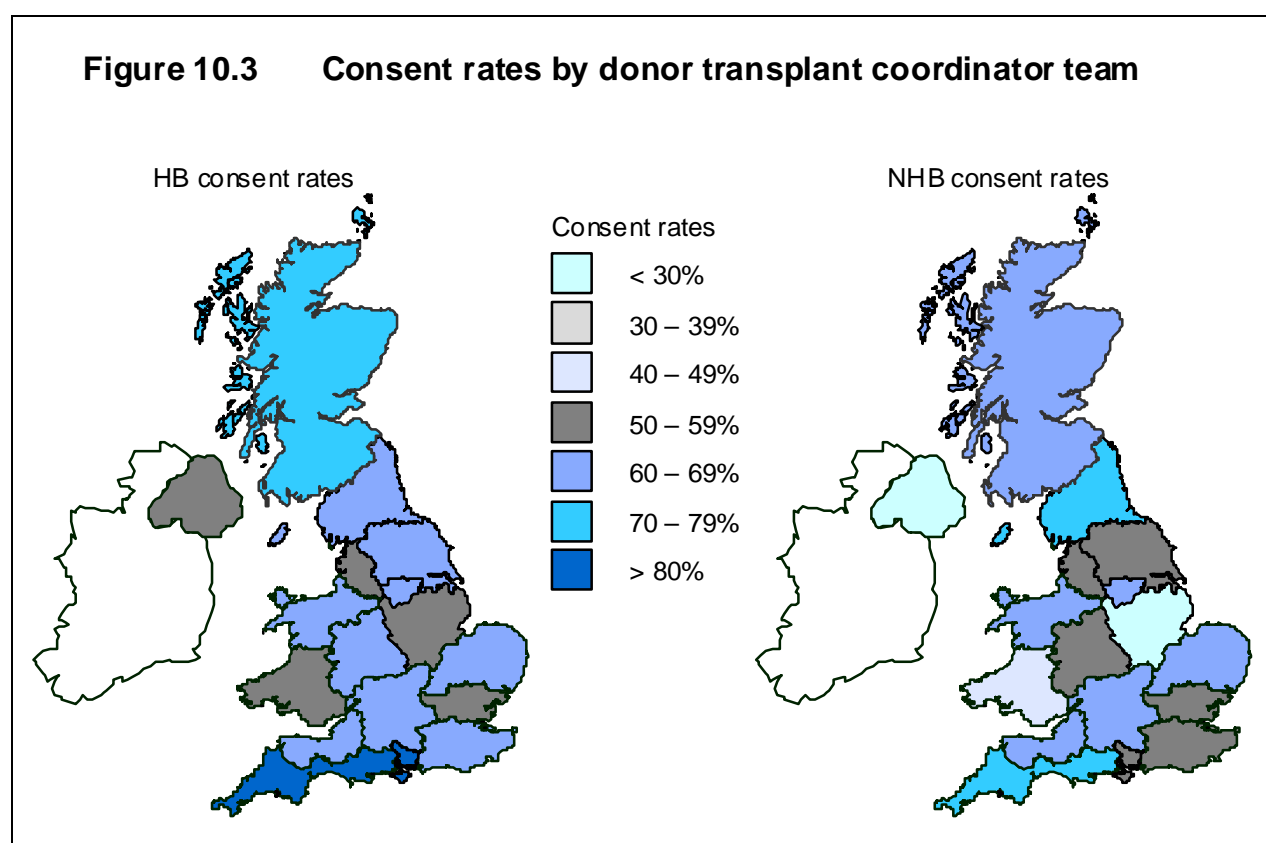 Figure 10.3 Consent rates by donor transplant coordinator team
HB consent rates
NHB consent rates
Consent rates
< 30%
30 – 39%
40 – 49%
50 – 59%
60 – 69%
70 – 79%
> 80%